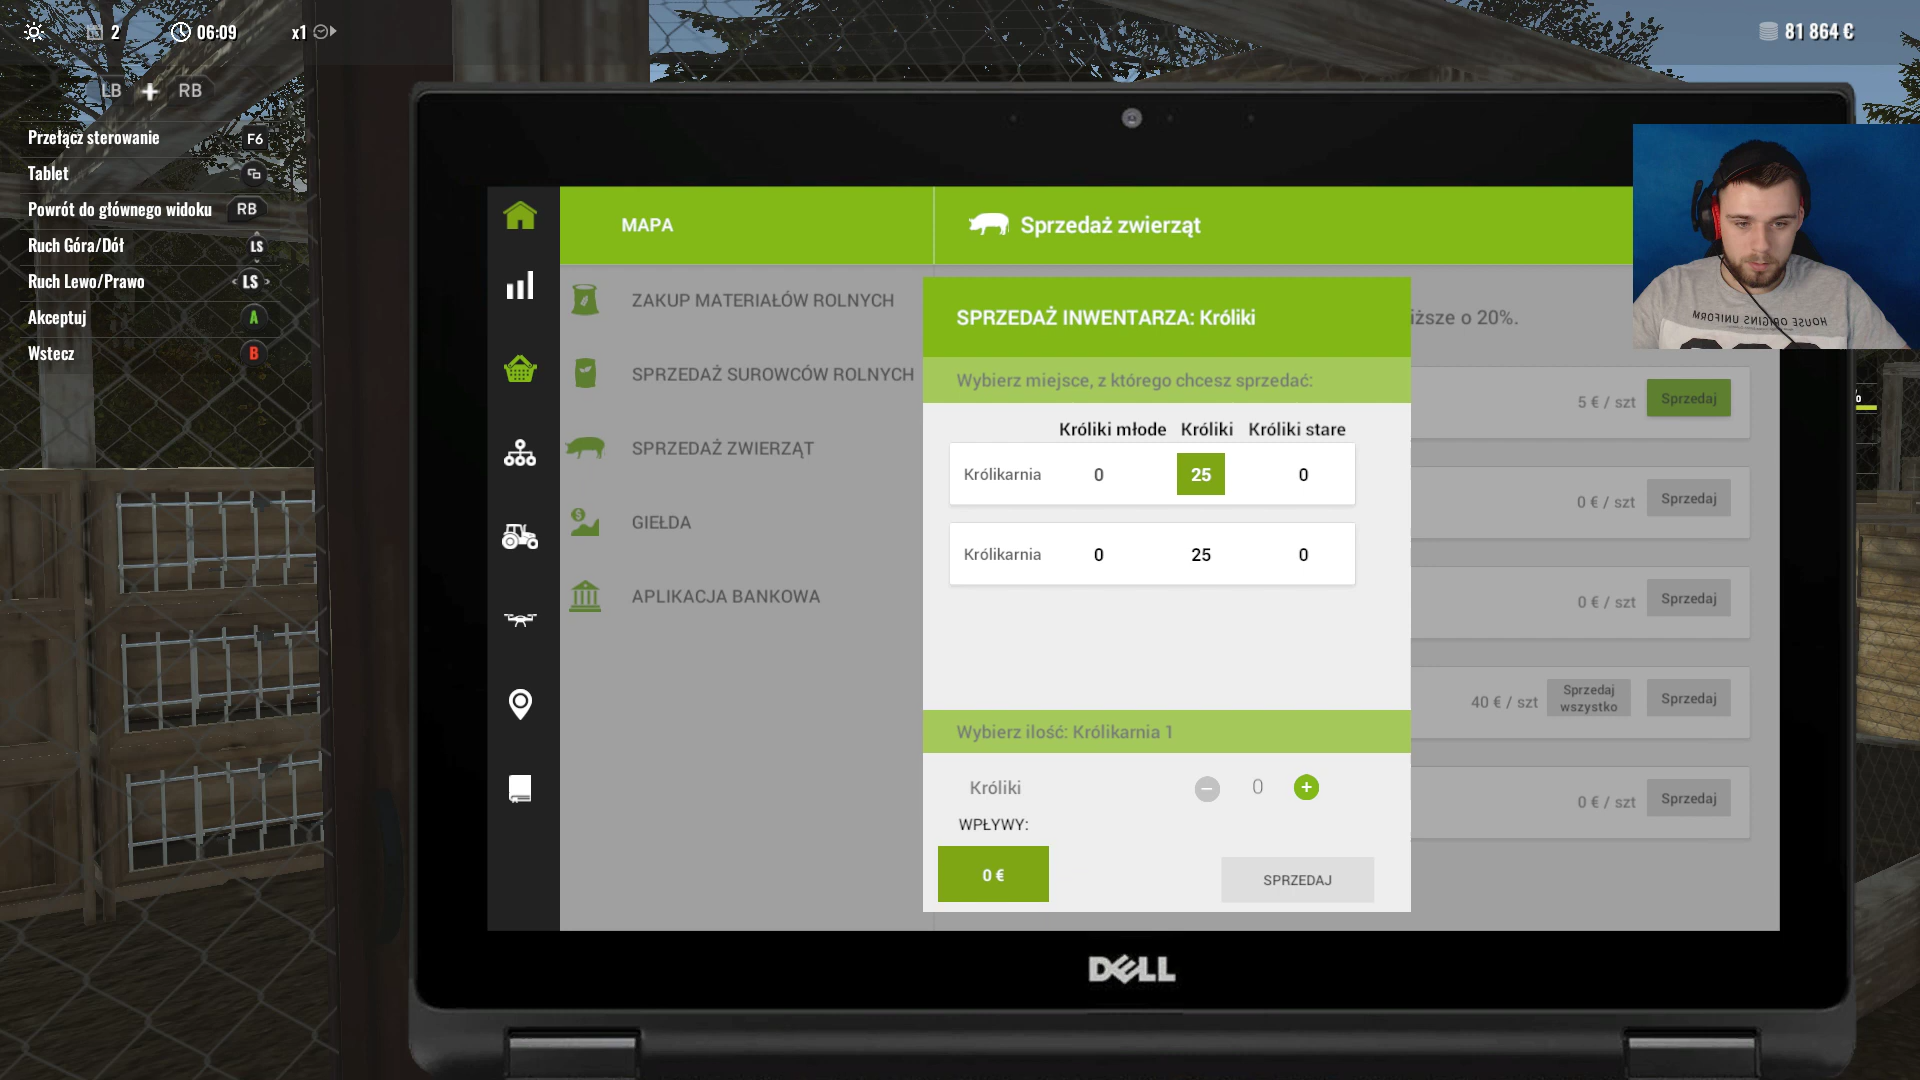 2
06:09
x1
81 864 €
LB + RB
Przełącz sterowanie F6
Tablet
Powrót do głównego widoku RB
Ruch Góra/Dół LS
Ruch Lewo/Prawo < LS >
Akceptuj A
Wstecz B
MAPA
Sprzedaż zwierząt
ZAKUP MATERIAŁÓW ROLNYCH
SPRZEDAŻ SUROWCÓW ROLNYCH
SPRZEDAŻ ZWIERZĄT
GIEŁDA
APLIKACJA BANKOWA
SPRZEDAŻ INWENTARZA: Króliki
Wybierz miejsce, z którego chcesz sprzedać:
Króliki młode Króliki Króliki stare
Królikarnia 0 25 0
Królikarnia 0 25 0
Wybierz ilość: Królikarnia 1
Króliki − 0 +
WPŁYWY:
0 €
SPRZEDAJ
iższe o 20%.
5 € / szt Sprzedaj
0 € / szt Sprzedaj
0 € / szt Sprzedaj
40 € / szt Sprzedaj wszystko Sprzedaj
0 € / szt Sprzedaj
HOUSE ORIGINS UNIFORM
DELL